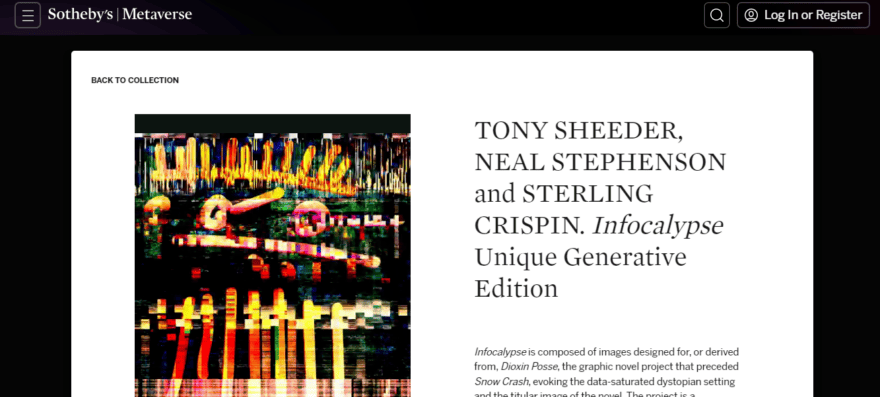 Sotheby's | Metaverse
Log In or Register
BACK TO COLLECTION
TONY SHEEDER,
NEAL STEPHENSON
and STERLING
CRISPIN. Infocalypse
Unique Generative
Edition
Infocalypse is composed of images designed for, or derived
from, Dioxin Posse, the graphic novel project that preceded
Snow Crash, evoking the data-saturated dystopian setting
and the titular image of the novel. The project is a